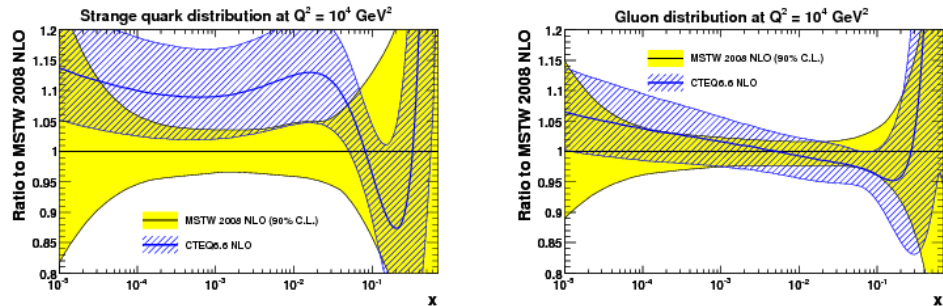 Strange quark distribution at Q² = 10⁴ GeV²
Ratio to MSTW 2008 NLO
1.2
1.15
1.1
1.05
1
0.95
0.9
0.85
0.8
MSTW 2008 NLO (90% C.L.)
CTEQ6.6 NLO
10⁻⁵ 10⁻⁴ 10⁻³ 10⁻² 10⁻¹
x
Gluon distribution at Q² = 10⁴ GeV²
Ratio to MSTW 2008 NLO
1.2
1.15
1.1
1.05
1
0.95
0.9
0.85
0.8
MSTW 2008 NLO (90% C.L.)
CTEQ6.6 NLO
10⁻⁵ 10⁻⁴ 10⁻³ 10⁻² 10⁻¹
x